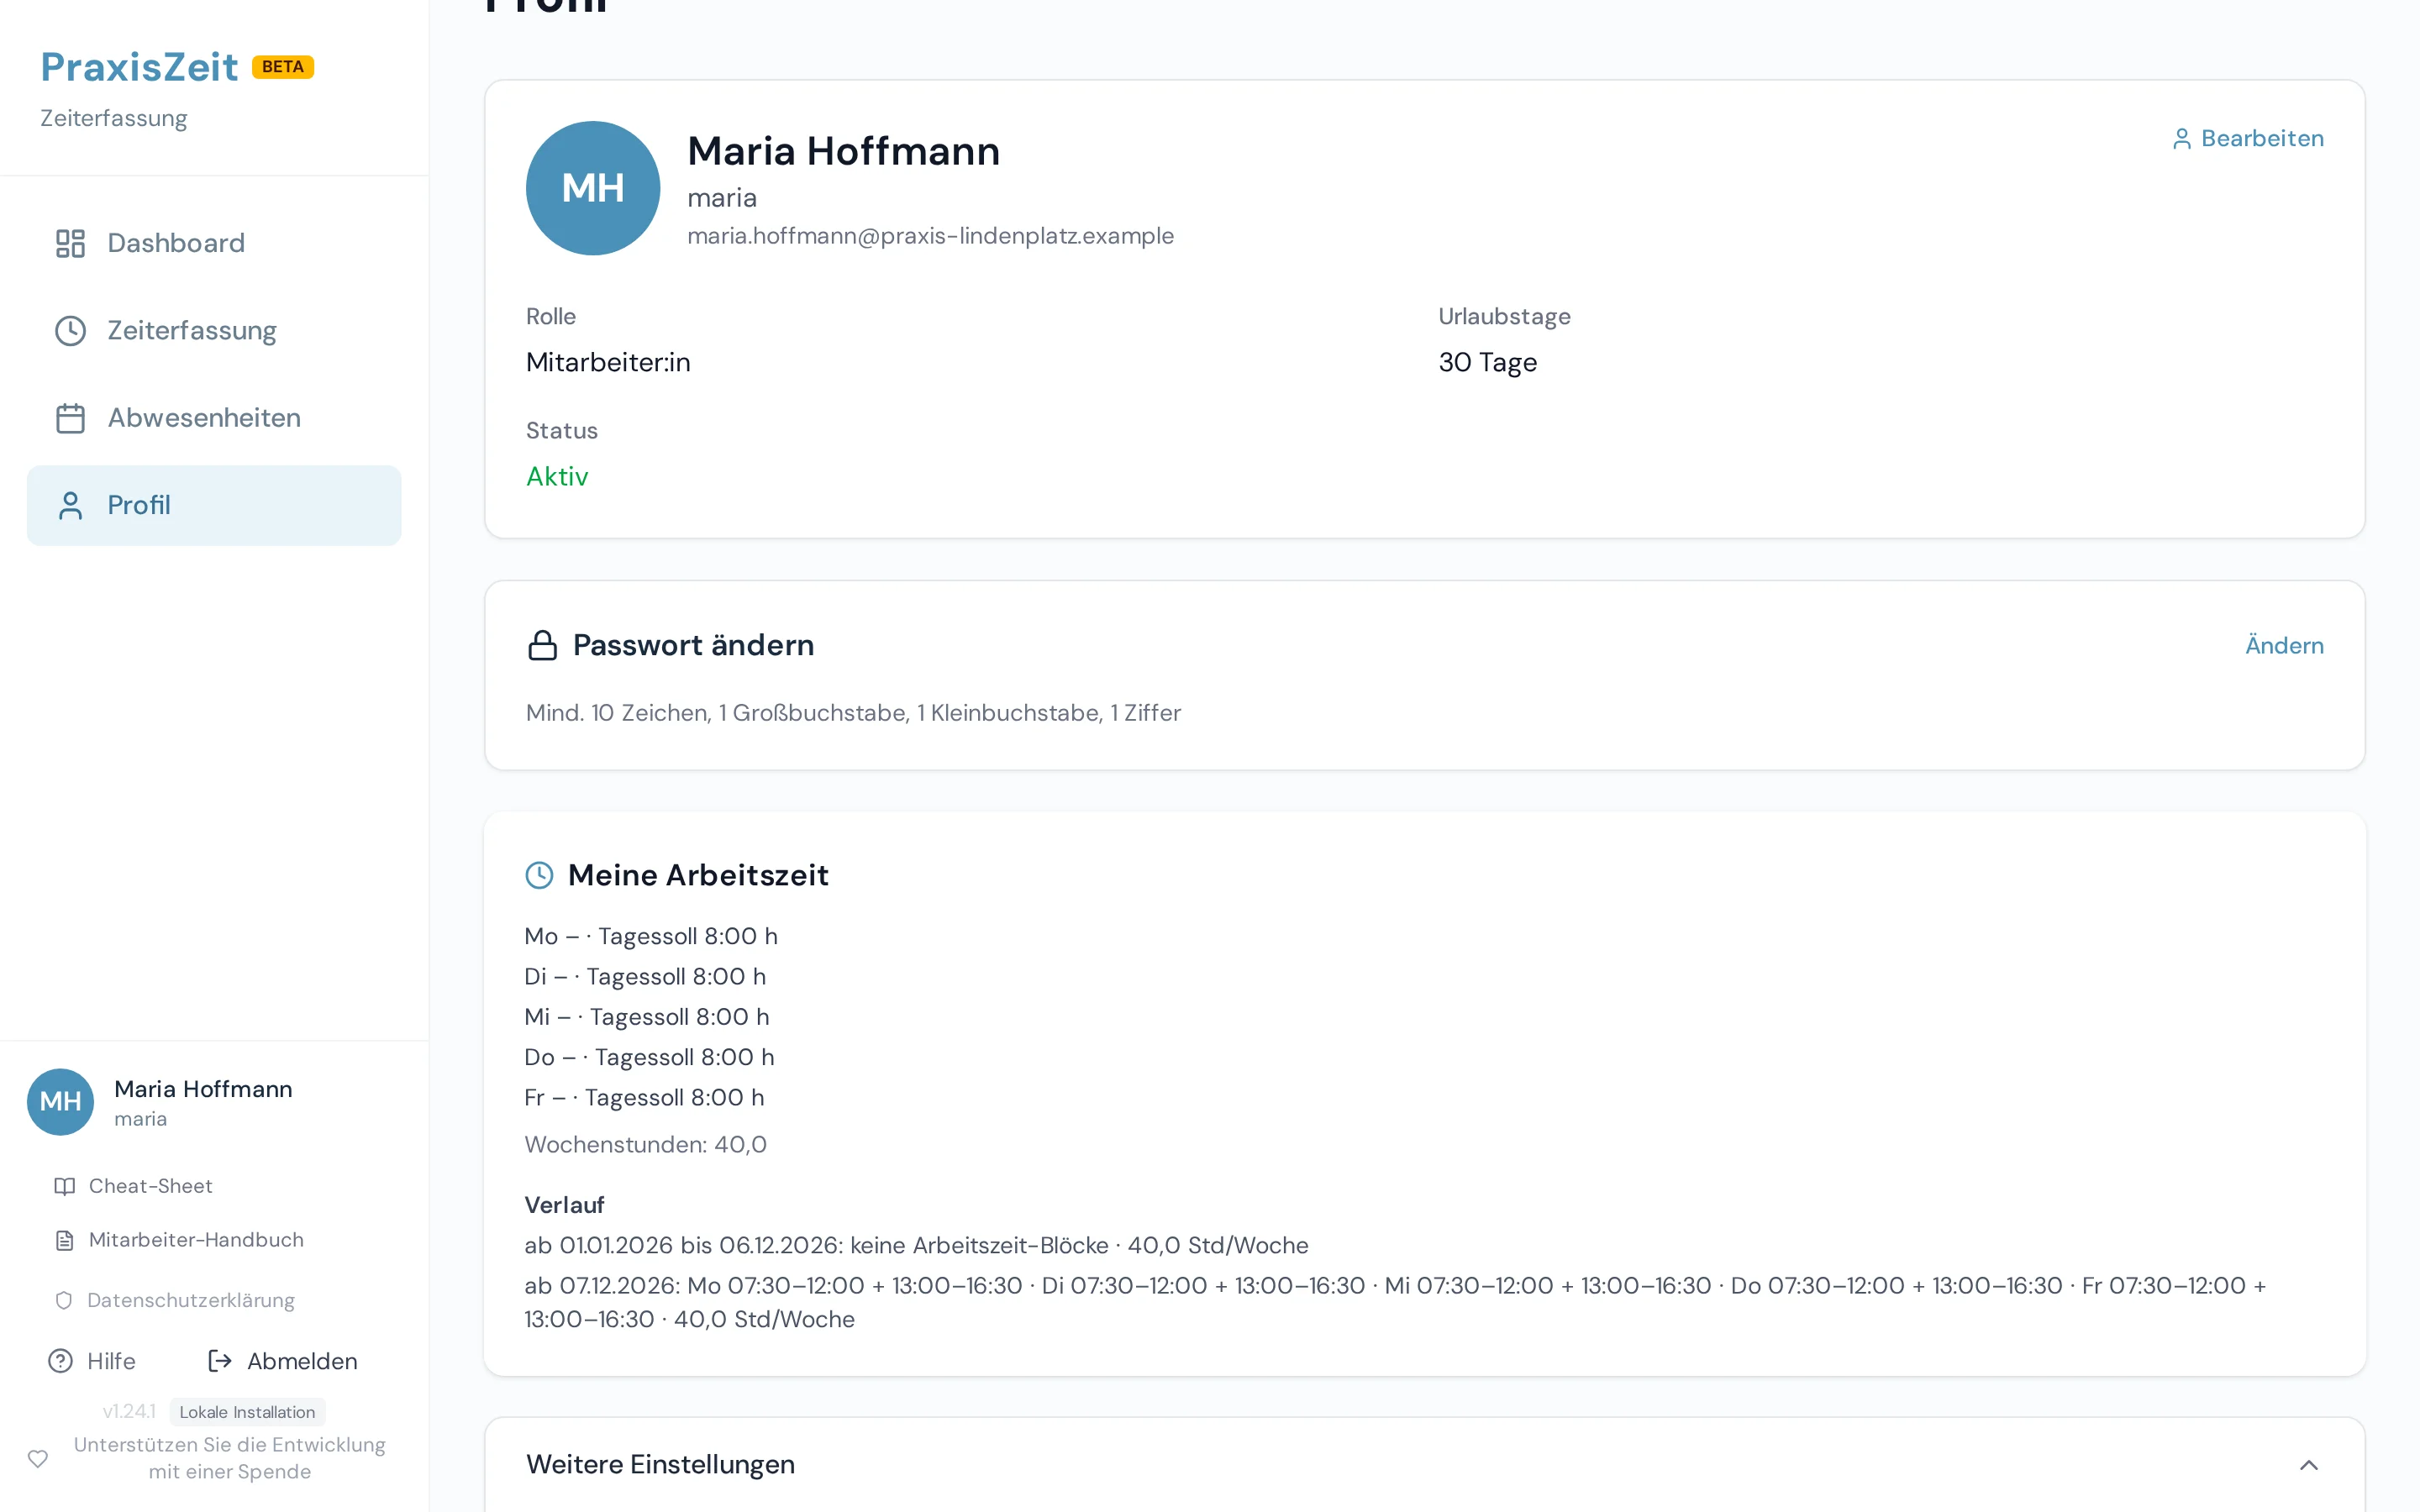 PraxisZeit BETA
Zeiterfassung
Dashboard
Zeiterfassung
Abwesenheiten
Profil
MH Maria Hoffmann
maria
Cheat-Sheet
Mitarbeiter-Handbuch
Datenschutzerklärung
Hilfe Abmelden
v1.24.1 Lokale Installation
Unterstützen Sie die Entwicklung
mit einer Spende
Profil
MH
Maria Hoffmann
maria
maria.hoffmann@praxis-lindenplatz.example
Bearbeiten
Rolle
Mitarbeiter:in
Urlaubstage
30 Tage
Status
Aktiv
Passwort ändern
Ändern
Mind. 10 Zeichen, 1 Großbuchstabe, 1 Kleinbuchstabe, 1 Ziffer
Meine Arbeitszeit
Mo – · Tagessoll 8:00 h
Di – · Tagessoll 8:00 h
Mi – · Tagessoll 8:00 h
Do – · Tagessoll 8:00 h
Fr – · Tagessoll 8:00 h
Wochenstunden: 40,0
Verlauf
ab 01.01.2026 bis 06.12.2026: keine Arbeitszeit-Blöcke · 40,0 Std/Woche
ab 07.12.2026: Mo 07:30–12:00 + 13:00–16:30 · Di 07:30–12:00 + 13:00–16:30 · Mi 07:30–12:00 + 13:00–16:30 · Do 07:30–12:00 + 13:00–16:30 · Fr 07:30–12:00 +
13:00–16:30 · 40,0 Std/Woche
Weitere Einstellungen